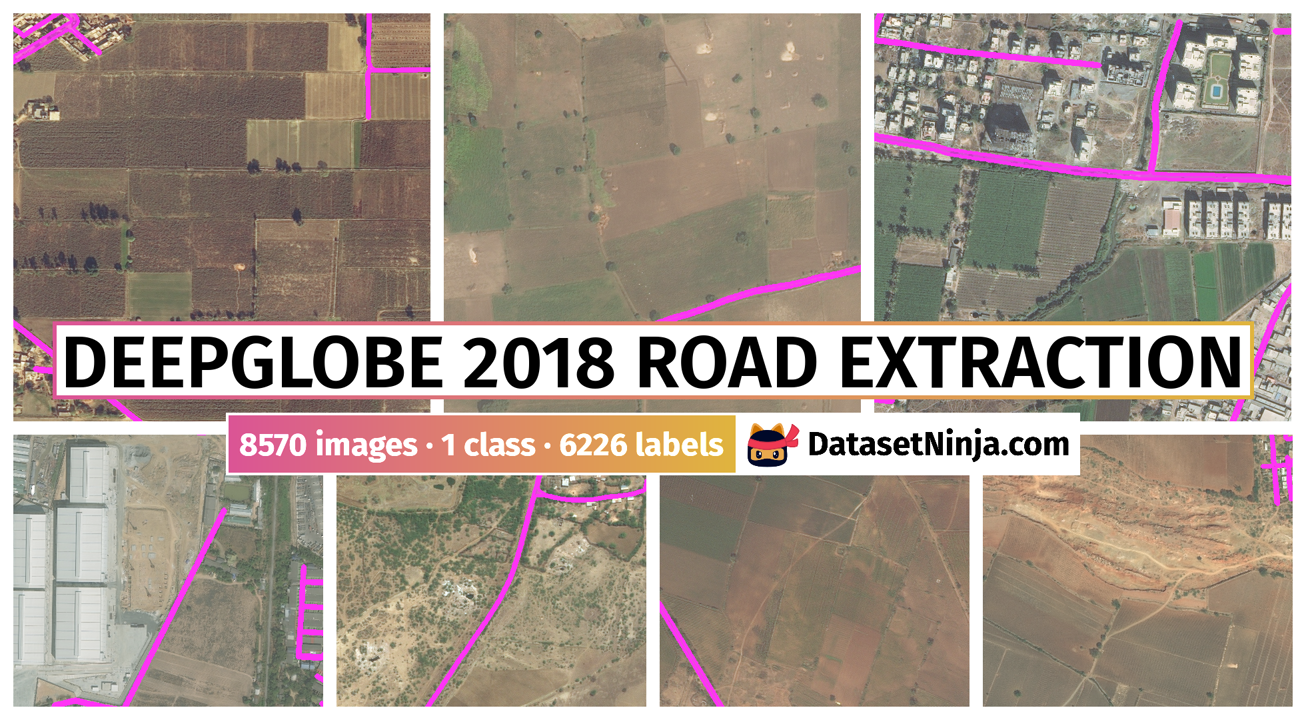 DEEPGLOBE 2018 ROAD EXTRACTION
8570 images · 1 class · 6226 labels
DatasetNinja.com